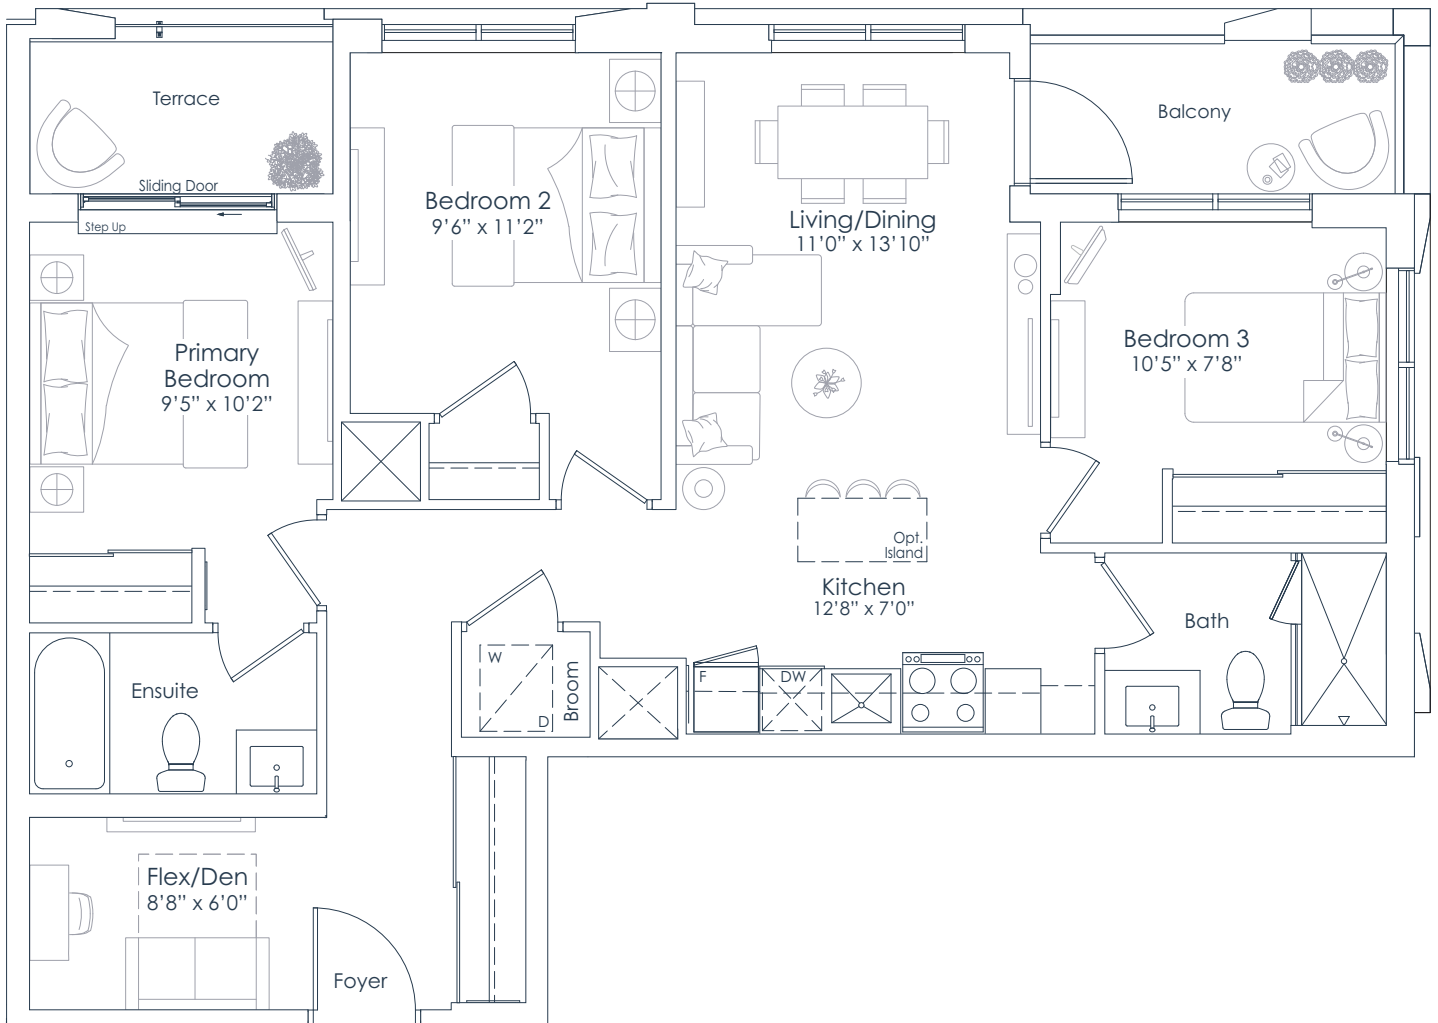 Terrace
Sliding Door
Step Up
Balcony
Bedroom 2
9’6” x 11’2”
Living/Dining
11’0” x 13’10”
Primary
Bedroom
9’5” x 10’2”
Bedroom 3
10’5” x 7’8”
Opt.
Island
Kitchen
12’8” x 7’0”
Bath
W
D
Broom
F
DW
Ensuite
Flex/Den
8’8” x 6’0”
Foyer